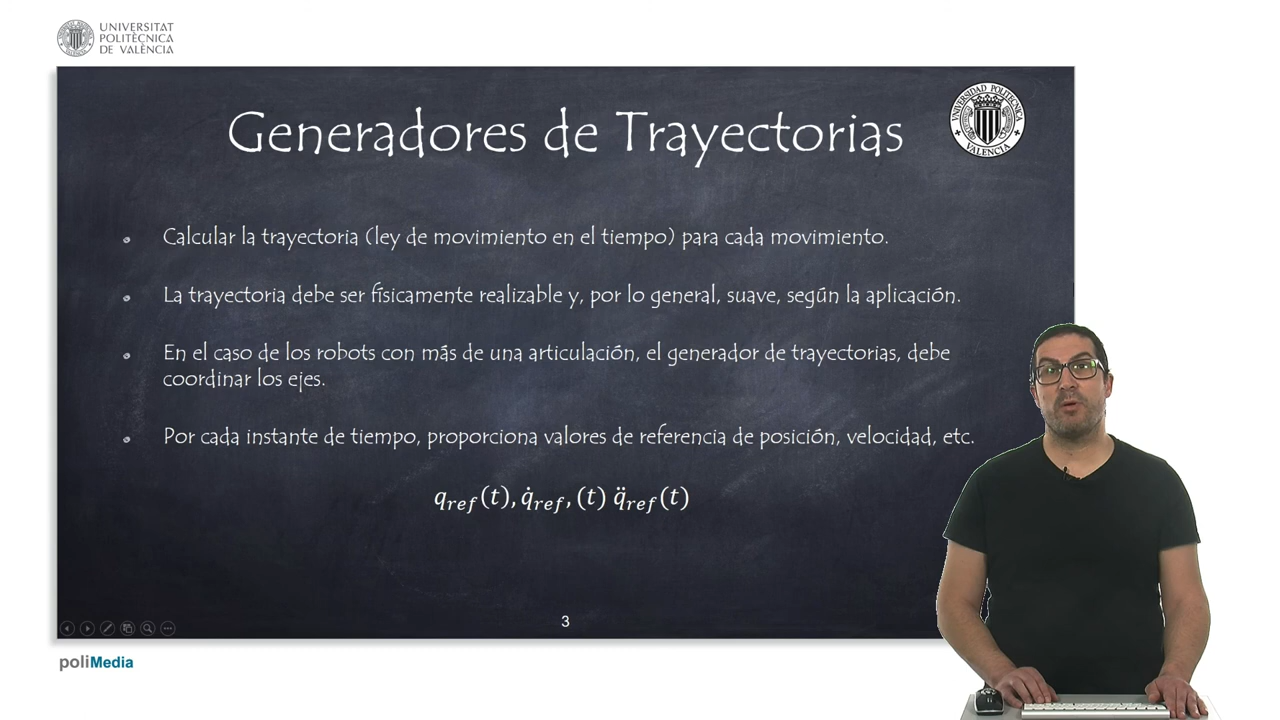 UNIVERSITAT
POLITÈCNICA
DE VALÈNCIA
Generadores de Trayectorias
UNIVERSIDAD POLITECNICA
VALENCIA
Calcular la trayectoria (ley de movimiento en el tiempo) para cada movimiento.
La trayectoria debe ser físicamente realizable y, por lo general, suave, según la aplicación.
En el caso de los robots con más de una articulación, el generador de trayectorias, debe
coordinar los ejes.
Por cada instante de tiempo, proporciona valores de referencia de posición, velocidad, etc.
q_ref(t), q̇_ref, (t) q̈_ref(t)
3
poliMedia